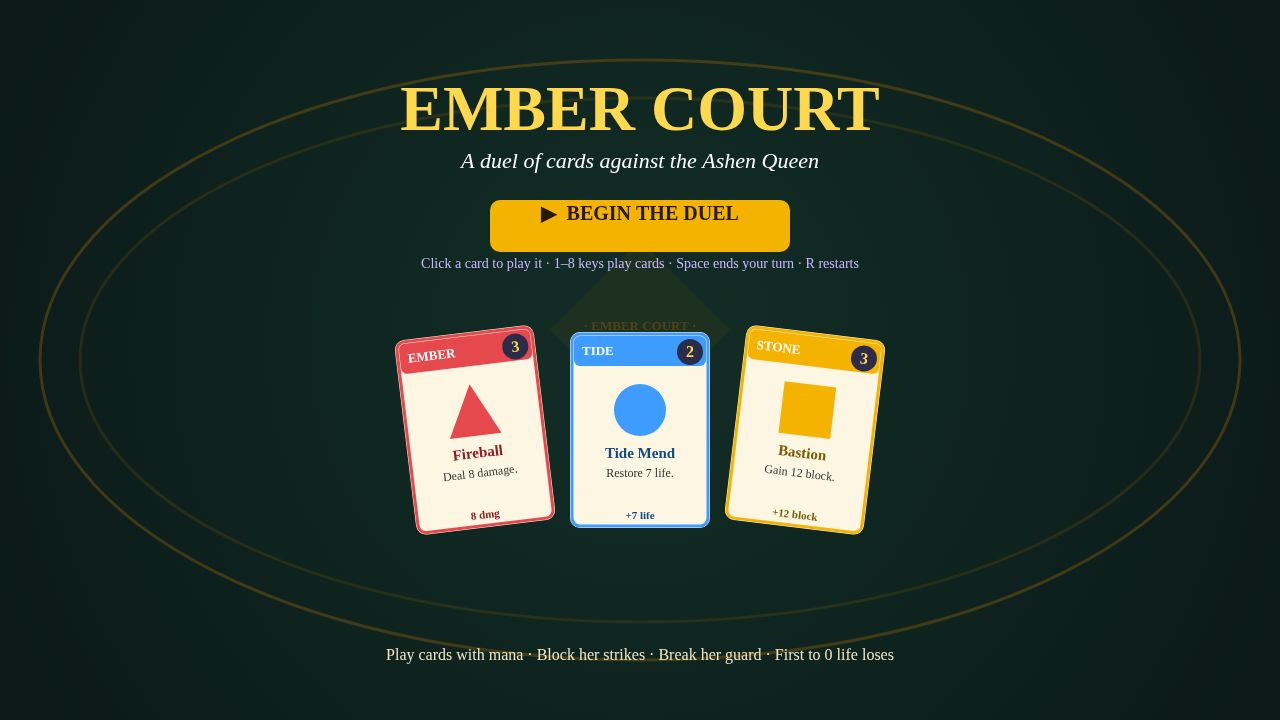 EMBER COURT
A duel of cards against the Ashen Queen
▶ BEGIN THE DUEL
Click a card to play it · 1–8 keys play cards · Space ends your turn · R restarts
· EMBER COURT ·
EMBER 3
Fireball
Deal 8 damage.
8 dmg
TIDE 2
Tide Mend
Restore 7 life.
+7 life
STONE 3
Bastion
Gain 12 block.
+12 block
Play cards with mana · Block her strikes · Break her guard · First to 0 life loses